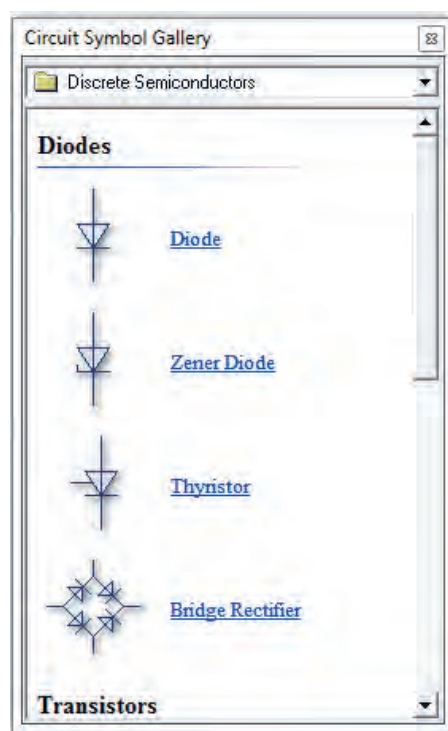 Circuit Symbol Gallery
Discrete Semiconductors
Diodes
Diode
Zener Diode
Thyristor
Bridge Rectifier
Transistors